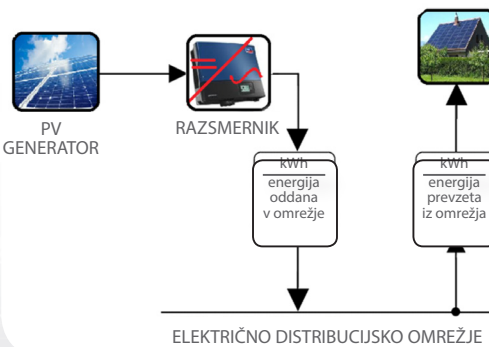 PV
GENERATOR
RAZSMERNIK
kWh
energija
oddana
v omrežje
kWh
energija
prevzeta
iz omrežja
ELEKTRIČNO DISTRIBUCIJSKO OMREŽJE